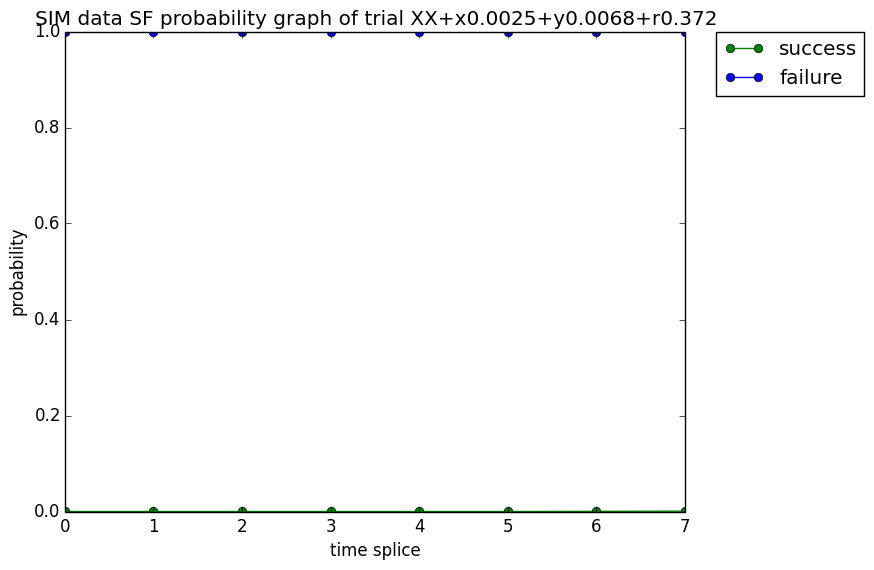 SIM data SF probability graph of trial XX+x0.0025+y0.0068+r0.372
success
failure
1.0
0.8
0.6
0.4
0.2
0.0
probability
0 1 2 3 4 5 6 7
time splice